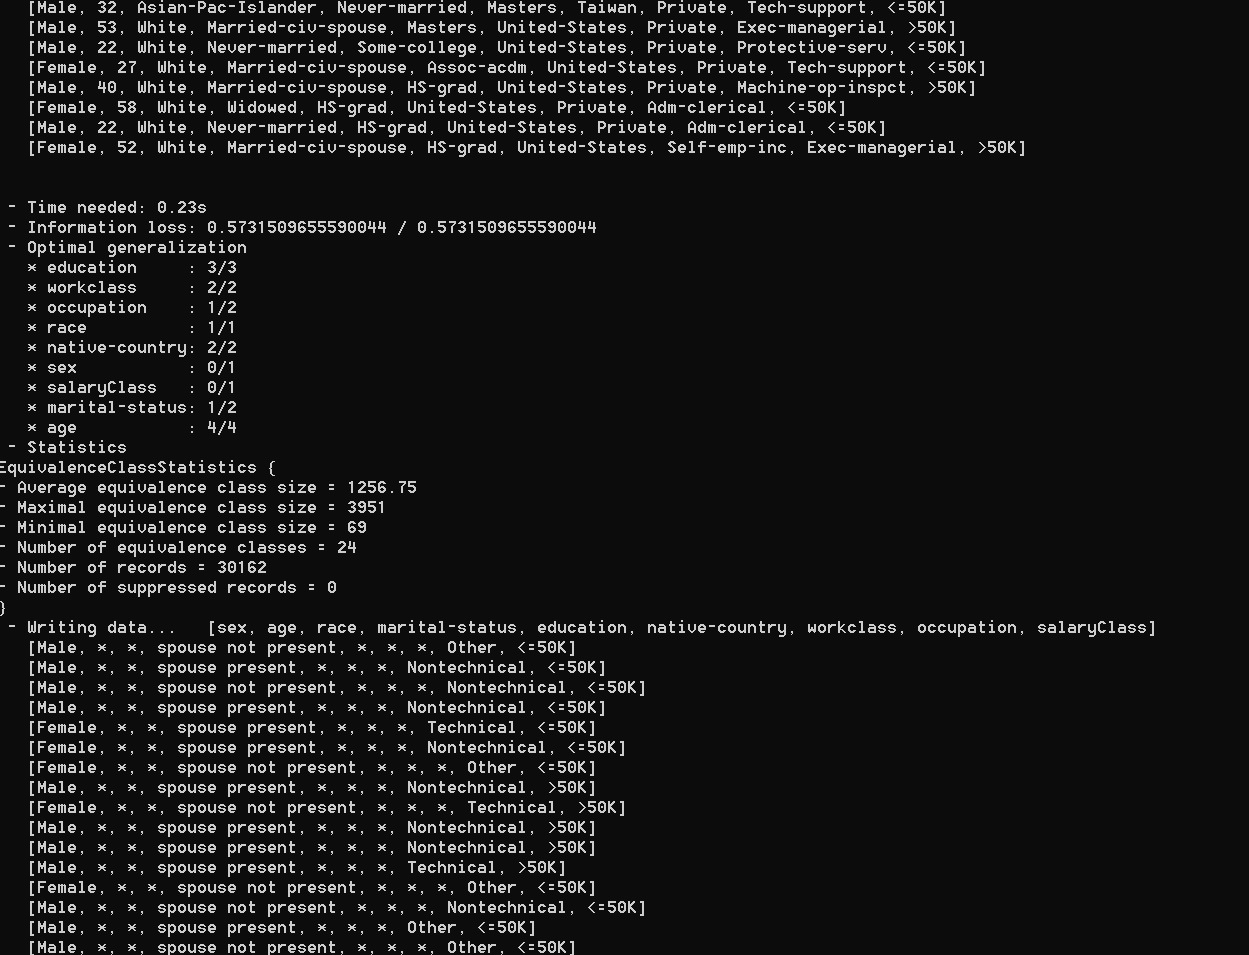 [Male, 32, Asian-Pac-Islander, Never-married, Masters, Taiwan, Private, Tech-support, <=50K]
[Male, 53, White, Married-civ-spouse, Masters, United-States, Private, Exec-managerial, >50K]
[Male, 22, White, Never-married, Some-college, United-States, Private, Protective-serv, <=50K]
[Female, 27, White, Married-civ-spouse, Assoc-acdm, United-States, Private, Tech-support, <=50K]
[Male, 40, White, Married-civ-spouse, HS-grad, United-States, Private, Machine-op-inspct, >50K]
[Female, 58, White, Widowed, HS-grad, United-States, Private, Adm-clerical, <=50K]
[Male, 22, White, Never-married, HS-grad, United-States, Private, Adm-clerical, <=50K]
[Female, 52, White, Married-civ-spouse, HS-grad, United-States, Self-emp-inc, Exec-managerial, >50K]
- Time needed: 0.23s
- Information loss: 0.5731509655590044 / 0.5731509655590044
- Optimal generalization
* education : 3/3
* workclass : 2/2
* occupation : 1/2
* race : 1/1
* native-country: 2/2
* sex : 0/1
* salaryClass : 0/1
* marital-status: 1/2
* age : 4/4
- Statistics
EquivalenceClassStatistics {
- Average equivalence class size = 1256.75
- Maximal equivalence class size = 3951
- Minimal equivalence class size = 69
- Number of equivalence classes = 24
- Number of records = 30162
- Number of suppressed records = 0
}
- Writing data... [sex, age, race, marital-status, education, native-country, workclass, occupation, salaryClass]
[Male, *, *, spouse not present, *, *, *, Other, <=50K]
[Male, *, *, spouse present, *, *, *, Nontechnical, <=50K]
[Male, *, *, spouse not present, *, *, *, Nontechnical, <=50K]
[Male, *, *, spouse present, *, *, *, Nontechnical, <=50K]
[Female, *, *, spouse present, *, *, *, Technical, <=50K]
[Female, *, *, spouse present, *, *, *, Nontechnical, <=50K]
[Female, *, *, spouse not present, *, *, *, Other, <=50K]
[Male, *, *, spouse present, *, *, *, Nontechnical, >50K]
[Female, *, *, spouse not present, *, *, *, Technical, >50K]
[Male, *, *, spouse present, *, *, *, Nontechnical, >50K]
[Male, *, *, spouse present, *, *, *, Nontechnical, >50K]
[Male, *, *, spouse present, *, *, *, Technical, >50K]
[Female, *, *, spouse not present, *, *, *, Other, <=50K]
[Male, *, *, spouse not present, *, *, *, Nontechnical, <=50K]
[Male, *, *, spouse present, *, *, *, Other, <=50K]
[Male, *, *, spouse not present, *, *, *, Other, <=50K]